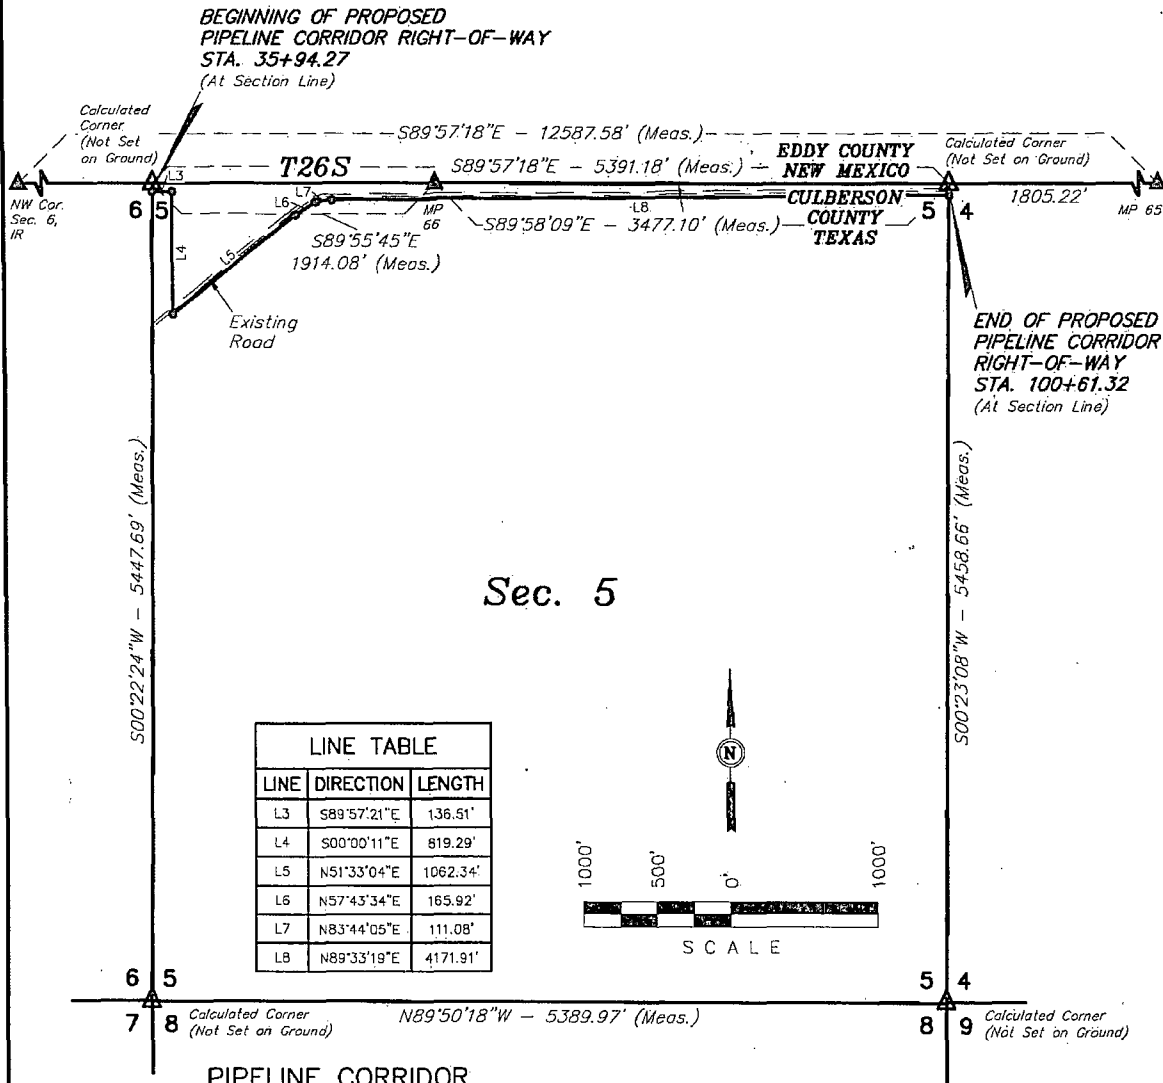 BEGINNING OF PROPOSED
PIPELINE CORRIDOR RIGHT-OF-WAY
STA. 35+94.27
(At Section Line)
Calculated
Corner
(Not Set
on Ground)
S89°57'18"E - 12587.58' (Meas.)
Calculated Corner
(Not Set on Ground)
EDDY COUNTY
NEW MEXICO
T26S
S89°57'18"E - 5391.18' (Meas.)
L3
1805.22'
MP 65
NW Cor.
Sec. 6,
IR
6 5
L7
L6
MP
66
L8
CULBERSON
COUNTY
TEXAS
5 4
S89°58'09"E - 3477.10' (Meas.)
S89°55'45"E
1914.08' (Meas.)
L4
L5
Existing
Road
END OF PROPOSED
PIPELINE CORRIDOR
RIGHT-OF-WAY
STA. 100+61.32
(At Section Line)
S00°22'24"W - 5447.69' (Meas.)
S00°23'08"W - 5458.66' (Meas.)
Sec. 5
N
LINE TABLE
LINE DIRECTION LENGTH
L3 S89°57'21"E 136.51'
L4 S00°00'11"E 819.29'
L5 N51°33'04"E 1062.34'
L6 N57°43'34"E 165.92'
L7 N83°44'05"E 111.08'
L8 N89°33'19"E 4171.91'
1000' 500' 0' 1000'
SCALE
6 5
7 8
Calculated Corner
(Not Set on Ground)
N89°50'18"W - 5389.97' (Meas.)
5 4
8 9
Calculated Corner
(Not Set on Ground)
PIPELINE CORRIDOR